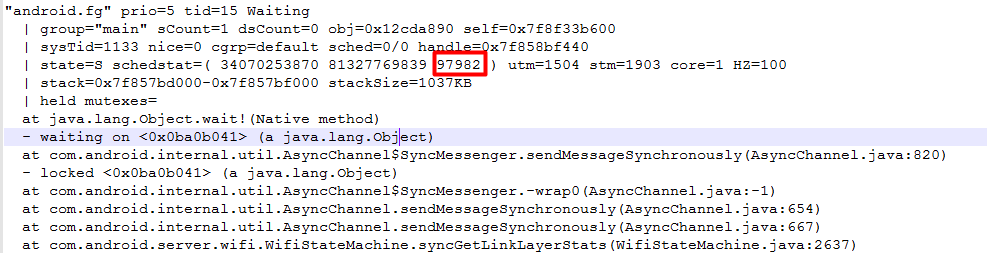 "android.fg" prio=5 tid=15 Waiting
| group="main" sCount=1 dsCount=0 obj=0x12cda890 self=0x7f8f33b600
| sysTid=1133 nice=0 cgrp=default sched=0/0 handle=0x7f858bf440
| state=S schedstat=( 34070253870 81327769839 97982 ) utm=1504 stm=1903 core=1 HZ=100
| stack=0x7f857bd000-0x7f857bf000 stackSize=1037KB
| held mutexes=
at java.lang.Object.wait!(Native method)
- waiting on <0x0ba0b041> (a java.lang.Object)
at com.android.internal.util.AsyncChannel$SyncMessenger.sendMessageSynchronously(AsyncChannel.java:820)
- locked <0x0ba0b041> (a java.lang.Object)
at com.android.internal.util.AsyncChannel$SyncMessenger.-wrap0(AsyncChannel.java:-1)
at com.android.internal.util.AsyncChannel.sendMessageSynchronously(AsyncChannel.java:654)
at com.android.internal.util.AsyncChannel.sendMessageSynchronously(AsyncChannel.java:667)
at com.android.server.wifi.WifiStateMachine.syncGetLinkLayerStats(WifiStateMachine.java:2637)